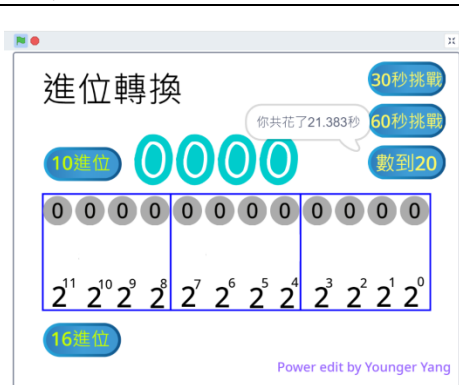 進位轉換
30秒挑戰
你共花了21.383秒
60秒挑戰
10進位
0000
數到20
0 0 0 0 0 0 0 0 0 0 0 0
2¹¹ 2¹⁰ 2⁹ 2⁸ 2⁷ 2⁶ 2⁵ 2⁴ 2³ 2² 2¹ 2⁰
16進位
Power edit by Younger Yang